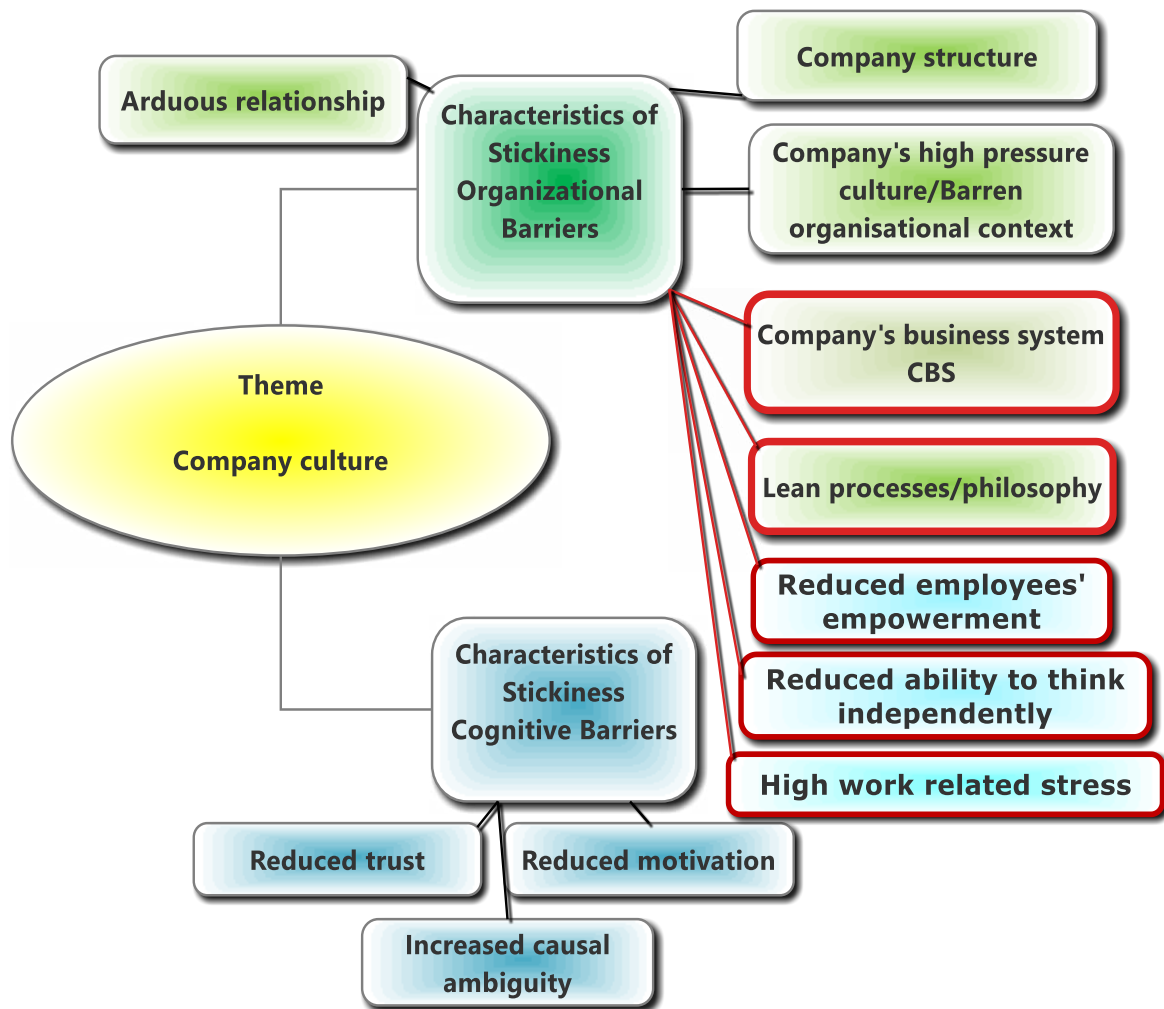 Arduous relationship
Characteristics of
Stickiness
Organizational
Barriers
Company structure
Company's high pressure
culture/Barren
organisational context
Company's business system
CBS
Lean processes/philosophy
Reduced employees'
empowerment
Reduced ability to think
independently
High work related stress
Theme
Company culture
Characteristics of
Stickiness
Cognitive Barriers
Reduced trust
Reduced motivation
Increased causal
ambiguity